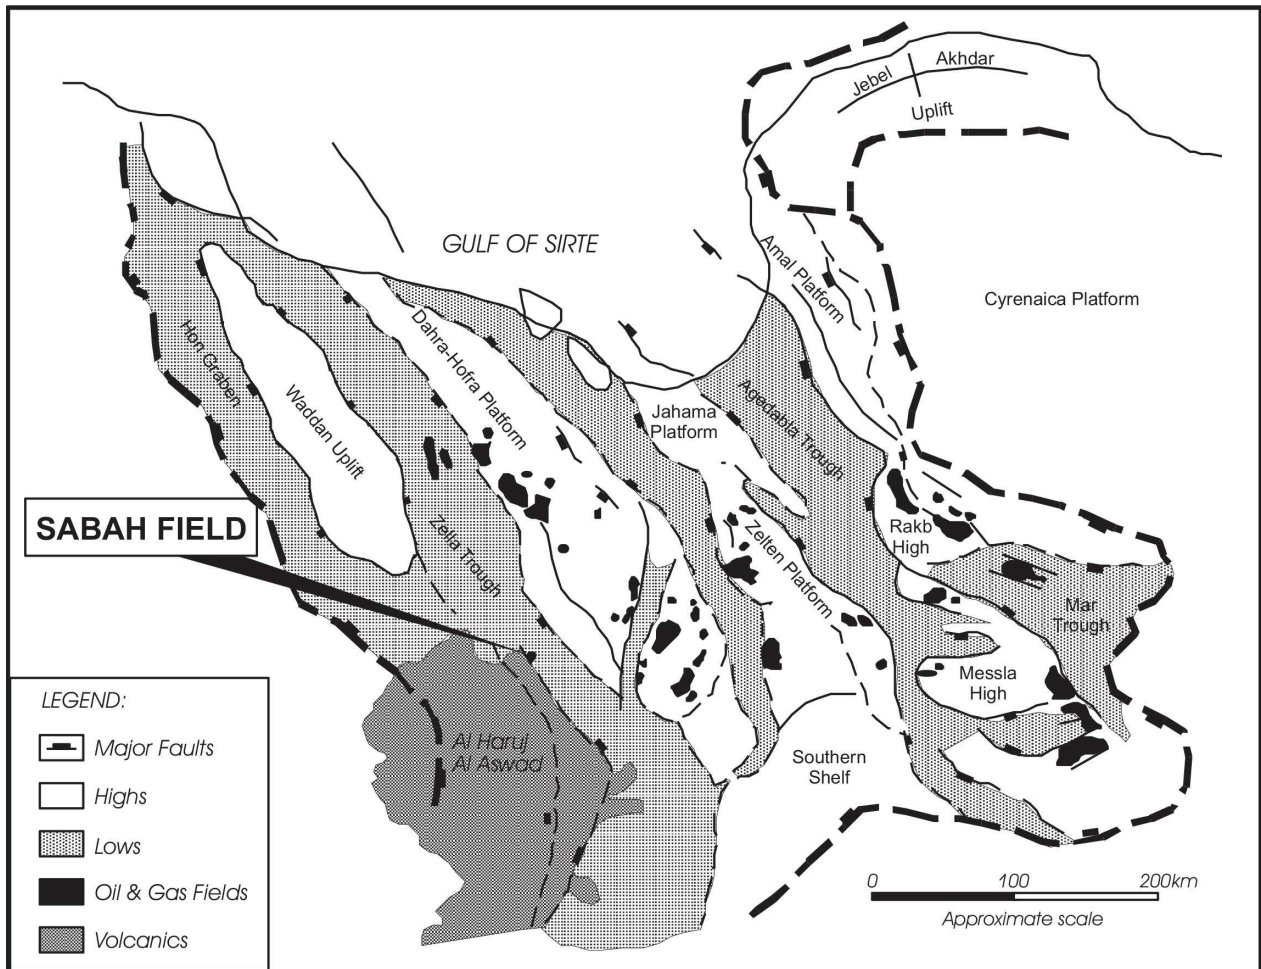 Jebel
Akhdar
Uplift
GULF OF SIRTE
Amal Platform
Cyrenaica Platform
Hon Graben
Waddan Uplift
Dahra-Hofra Platform
Jahama
Platform
Agedabta Trough
SABAH FIELD
Zella Trough
Zelten Platform
Rakb
High
Mar
Trough
Messla
High
Southern
Shelf
Al Haruj
Al Aswad
LEGEND:
Major Faults
Highs
Lows
Oil & Gas Fields
Volcanics
0 100 200km
Approximate scale